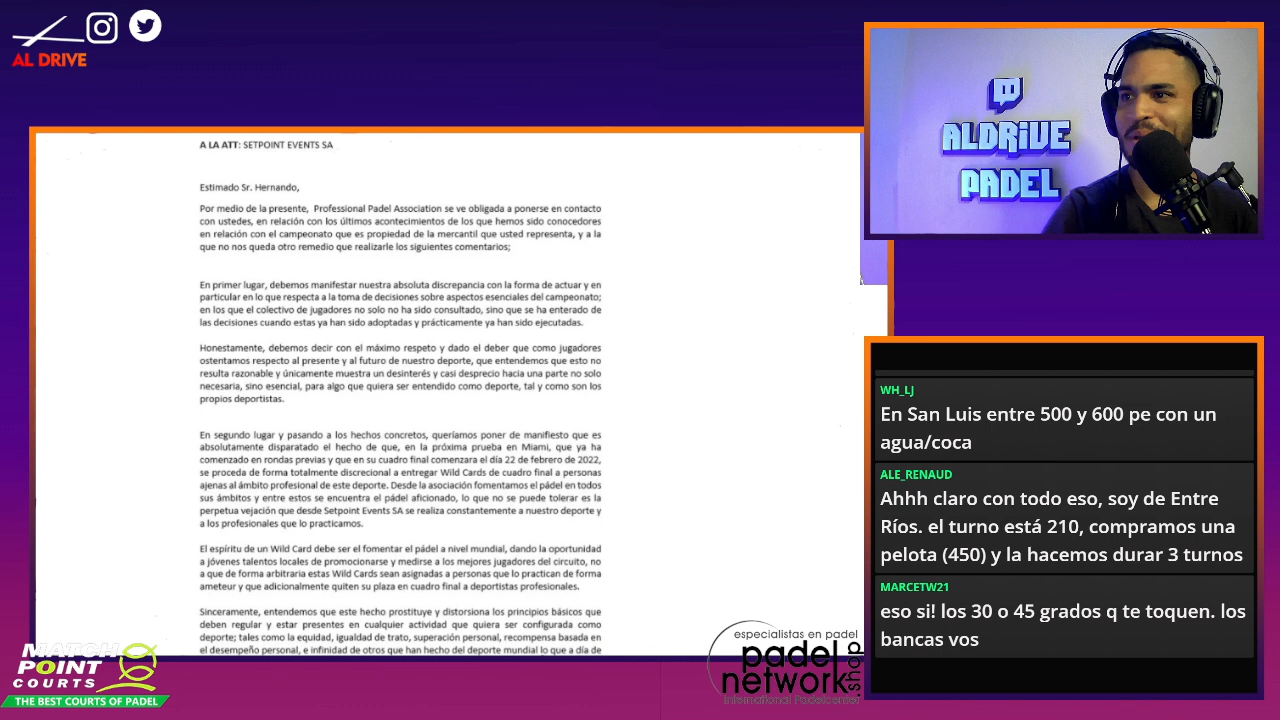 AL DRIVE
A LA ATT: SETPOINT EVENTS SA
Estimado Sr. Hernando,
Por medio de la presente, Professional Padel Association se ve obligada a ponerse en contacto
con ustedes, en relación con los últimos acontecimientos de los que hemos sido conocedores
en relación con el campeonato que es propiedad de la mercantil que usted representa, y a la
que no nos queda otro remedio que realizarle los siguientes comentarios;
En primer lugar, debemos manifestar nuestra absoluta discrepancia con la forma de actuar y en
particular en lo que respecta a la toma de decisiones sobre aspectos esenciales del campeonato;
en los que el colectivo de jugadores no solo no ha sido consultado, sino que se ha enterado de
las decisiones cuando estas ya han sido adoptadas y prácticamente ya han sido ejecutadas.
Honestamente, debemos decir con el máximo respeto y dado el deber que como jugadores
ostentamos respecto al presente y al futuro de nuestro deporte, que entendemos que esto no
resulta razonable y únicamente muestra un desinterés y casi desprecio hacia una parte no solo
necesaria, sino esencial, para algo que quiera ser entendido como deporte, tal y como son los
propios deportistas.
En segundo lugar y pasando a los hechos concretos, queríamos poner de manifiesto que es
absolutamente disparatado el hecho de que, en la próxima prueba en Miami, que ya ha
comenzado en rondas previas y que en su cuadro final comenzara el día 22 de febrero de 2022,
se proceda de forma totalmente discrecional a entregar Wild Cards de cuadro final a personas
ajenas al ámbito profesional de este deporte. Desde la asociación fomentamos el pádel en todos
sus ámbitos y entre estos se encuentra el pádel aficionado, lo que no se puede tolerar es la
perpetua vejación que desde Setpoint Events SA se realiza constantemente a nuestro deporte y
a los profesionales que lo practicamos.
El espíritu de un Wild Card debe ser el fomentar el pádel a nivel mundial, dando la oportunidad
a jóvenes talentos locales de promocionarse y medirse a los mejores jugadores del circuito, no
a que de forma arbitraria estas Wild Cards sean asignadas a personas que lo practican de forma
ameteur y que adicionalmente quiten su plaza en cuadro final a deportistas profesionales.
Sinceramente, entendemos que este hecho prostituye y distorsiona los principios básicos que
deben regular y estar presentes en cualquier actividad que quiera ser configurada como
deporte; tales como la equidad, igualdad de trato, superación personal, recompensa basada en
el desempeño personal, e infinidad de otros que han hecho del deporte mundial lo que a día de
ALDRIVE
PADEL
WH_LJ
En San Luis entre 500 y 600 pe con un
agua/coca
ALE_RENAUD
Ahhh claro con todo eso, soy de Entre
Ríos. el turno está 210, compramos una
pelota (450) y la hacemos durar 3 turnos
MARCETW21
eso si! los 30 o 45 grados q te toquen. los
bancas vos
MATCH
POINT
COURTS
THE BEST COURTS OF PADEL
especialistas en padel
padel
network
.shop
International Padelcenter